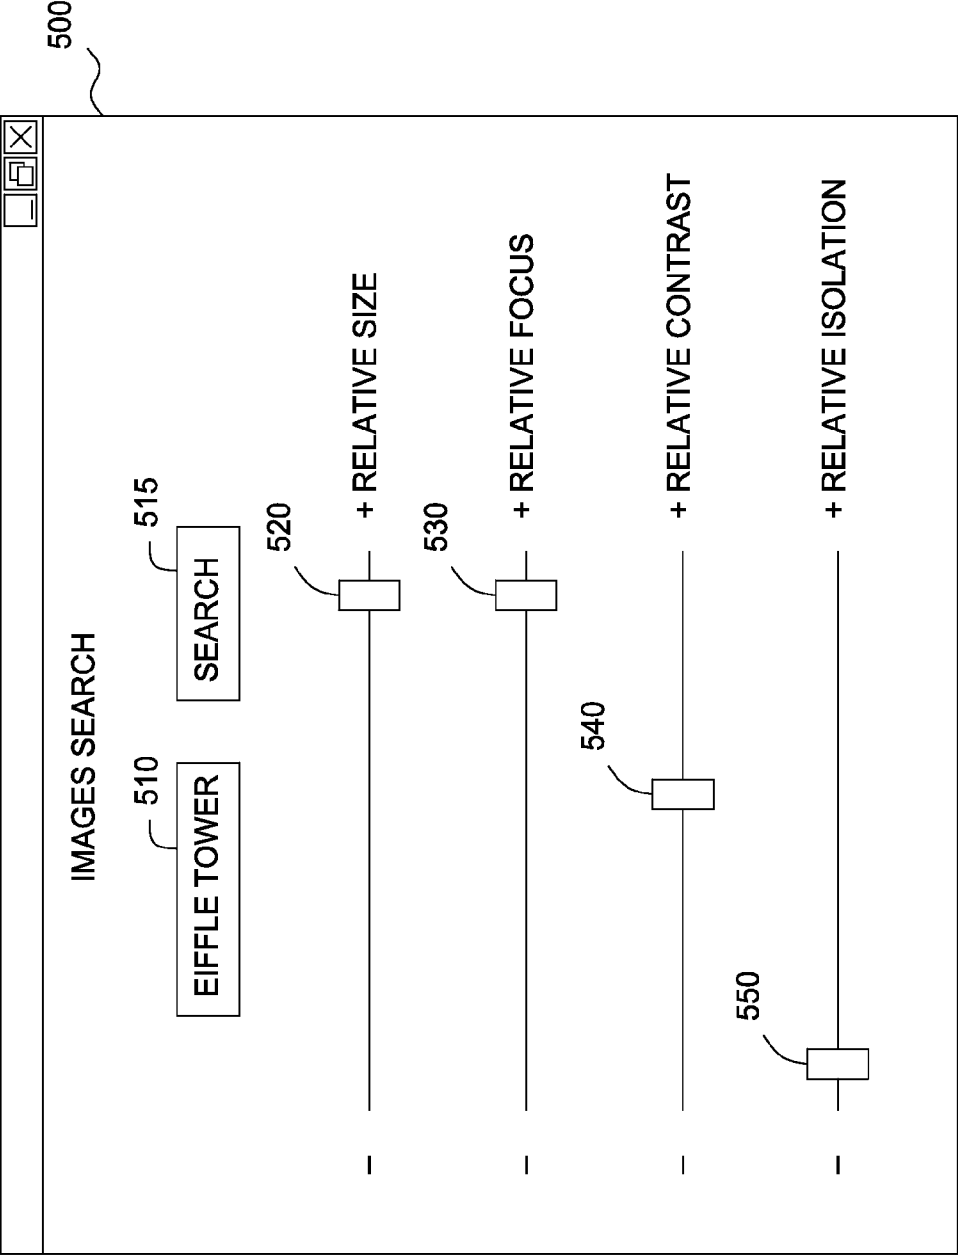 500
IMAGES SEARCH
510
515
EIFFLE TOWER
SEARCH
520
– + RELATIVE SIZE
530
– + RELATIVE FOCUS
540
– + RELATIVE CONTRAST
550
– + RELATIVE ISOLATION